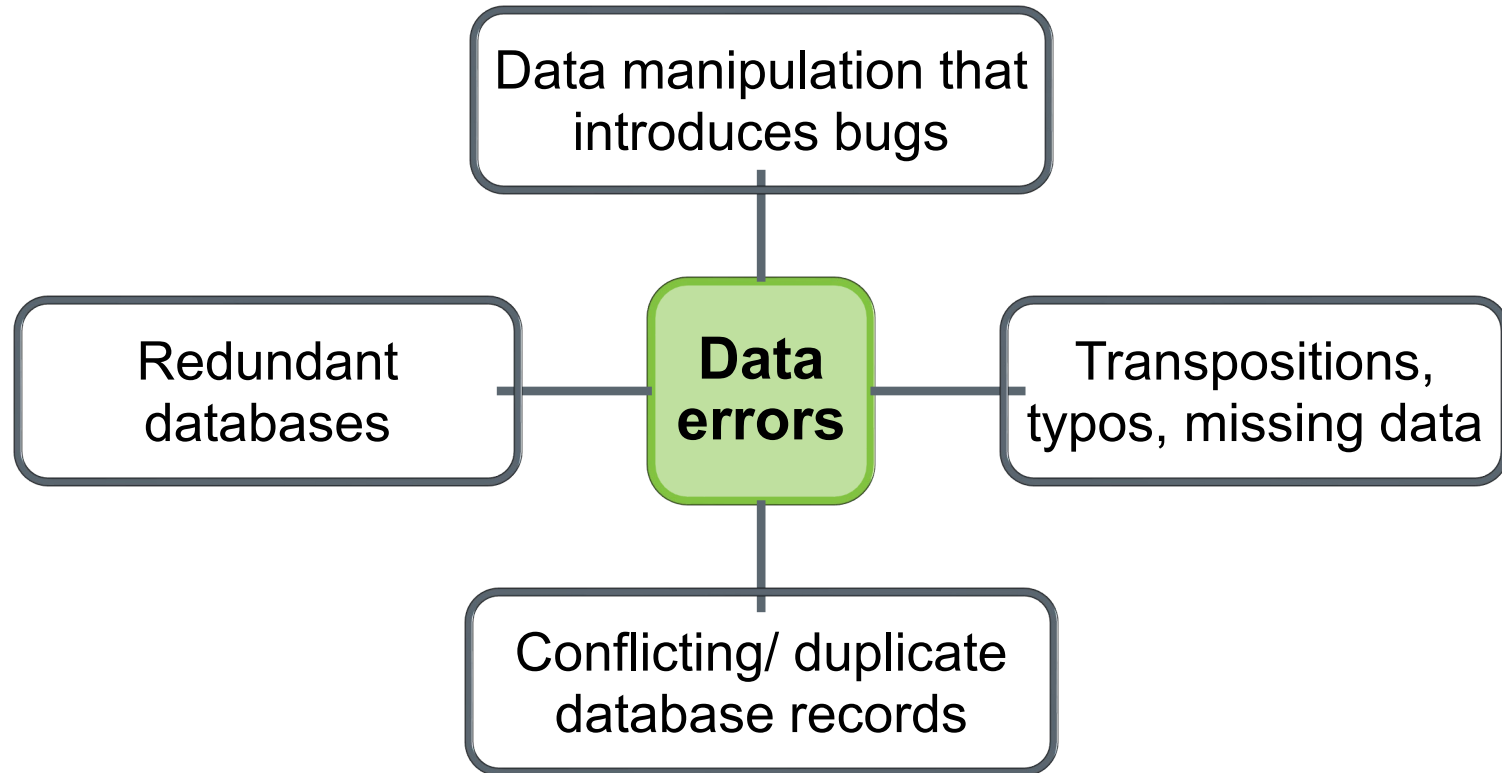 Data manipulation that
introduces bugs
Redundant
databases
Data
errors
Transpositions,
typos, missing data
Conflicting/ duplicate
database records